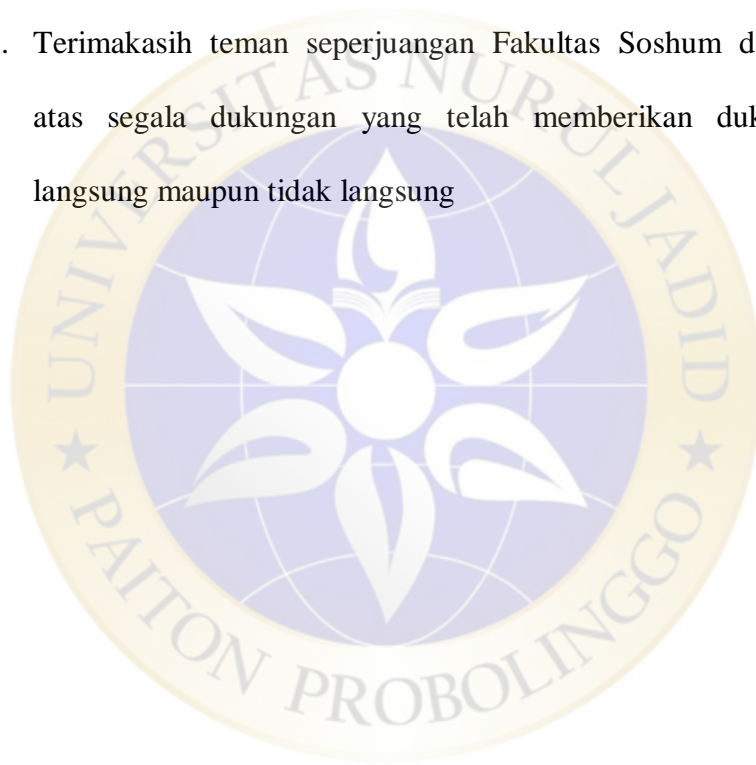 . Terimakasih teman seperjuangan Fakultas Soshum d
atas segala dukungan yang telah memberikan duk
langsung maupun tidak langsung
UNIVERSITAS NURUL JADID
★ PAITON PROBOLINGGO ★